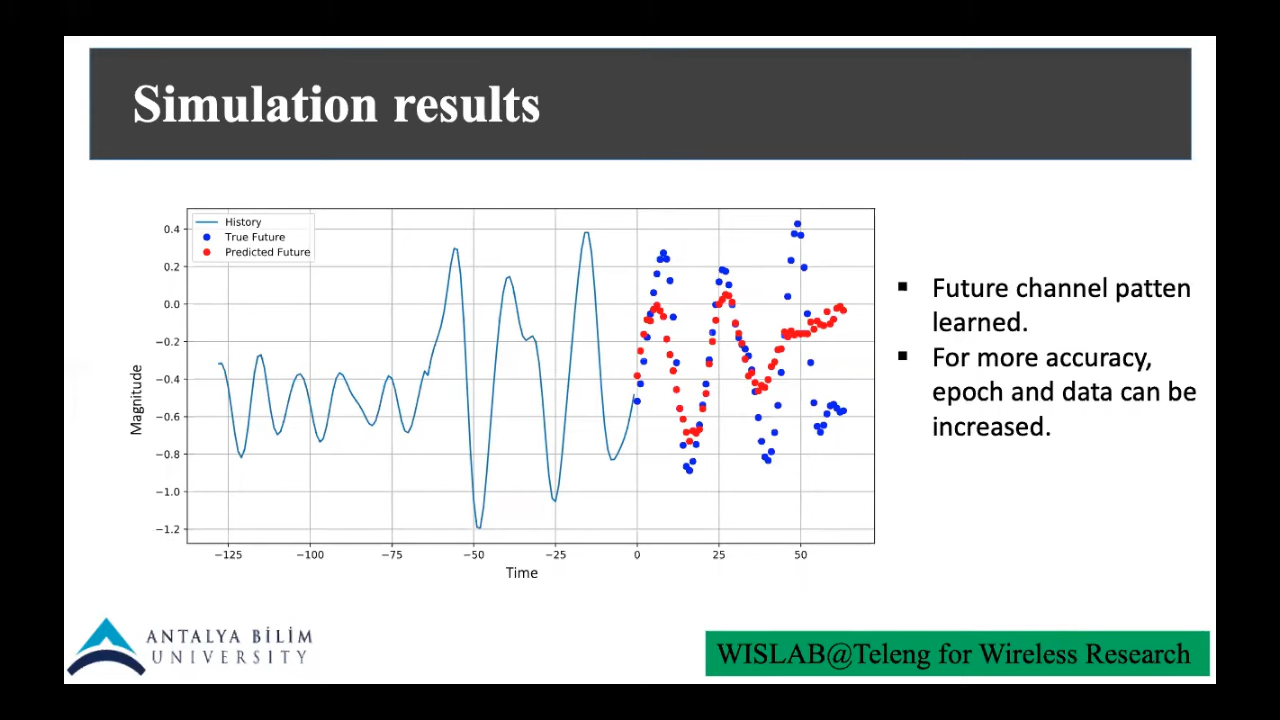 Simulation results
History
True Future
Predicted Future
0.4
0.2
0.0
−0.2
−0.4
−0.6
−0.8
−1.0
−1.2
Magnitude
−125
−100
−75
−50
−25
0
25
50
Time
▪ Future channel patten
learned.
▪ For more accuracy,
epoch and data can be
increased.
ANTALYA BİLİM
UNIVERSITY
WISLAB@Teleng for Wireless Research